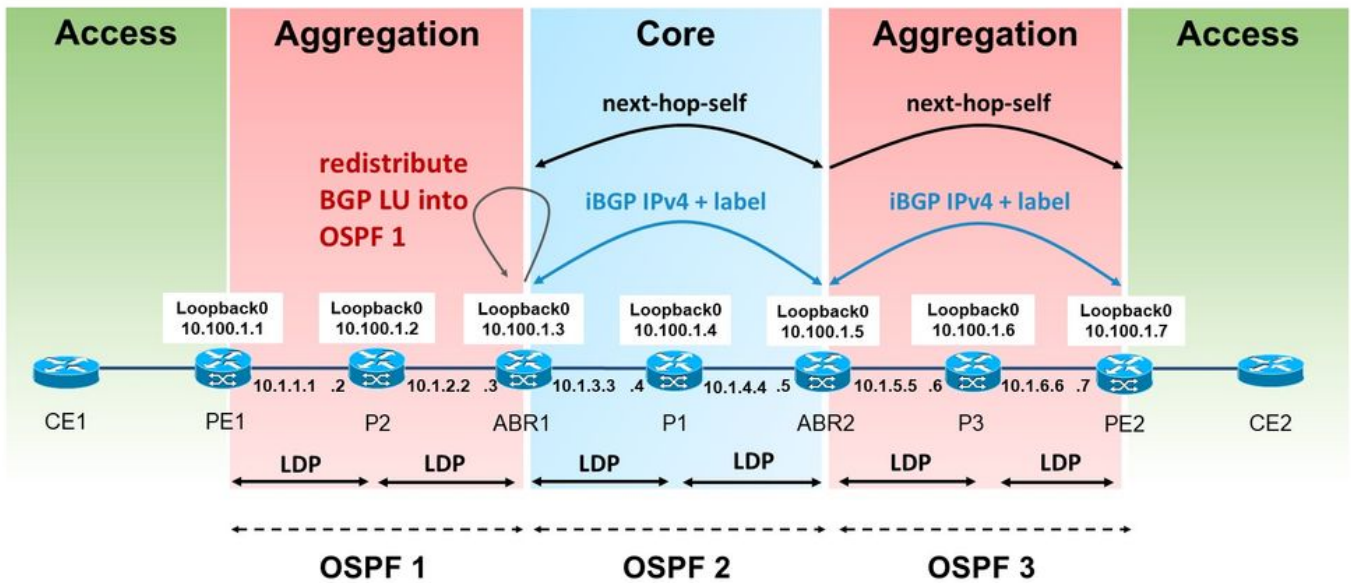 Access
Aggregation
Core
Aggregation
Access
next-hop-self
next-hop-self
redistribute
BGP LU into
OSPF 1
iBGP IPv4 + label
iBGP IPv4 + label
Loopback0
10.100.1.1
Loopback0
10.100.1.2
Loopback0
10.100.1.3
Loopback0
10.100.1.4
Loopback0
10.100.1.5
Loopback0
10.100.1.6
Loopback0
10.100.1.7
10.1.1.1 .2
10.1.2.2 .3
10.1.3.3 .4
10.1.4.4 .5
10.1.5.5 .6
10.1.6.6 .7
CE1
PE1
P2
ABR1
P1
ABR2
P3
PE2
CE2
LDP
LDP
LDP
LDP
LDP
LDP
OSPF 1
OSPF 2
OSPF 3